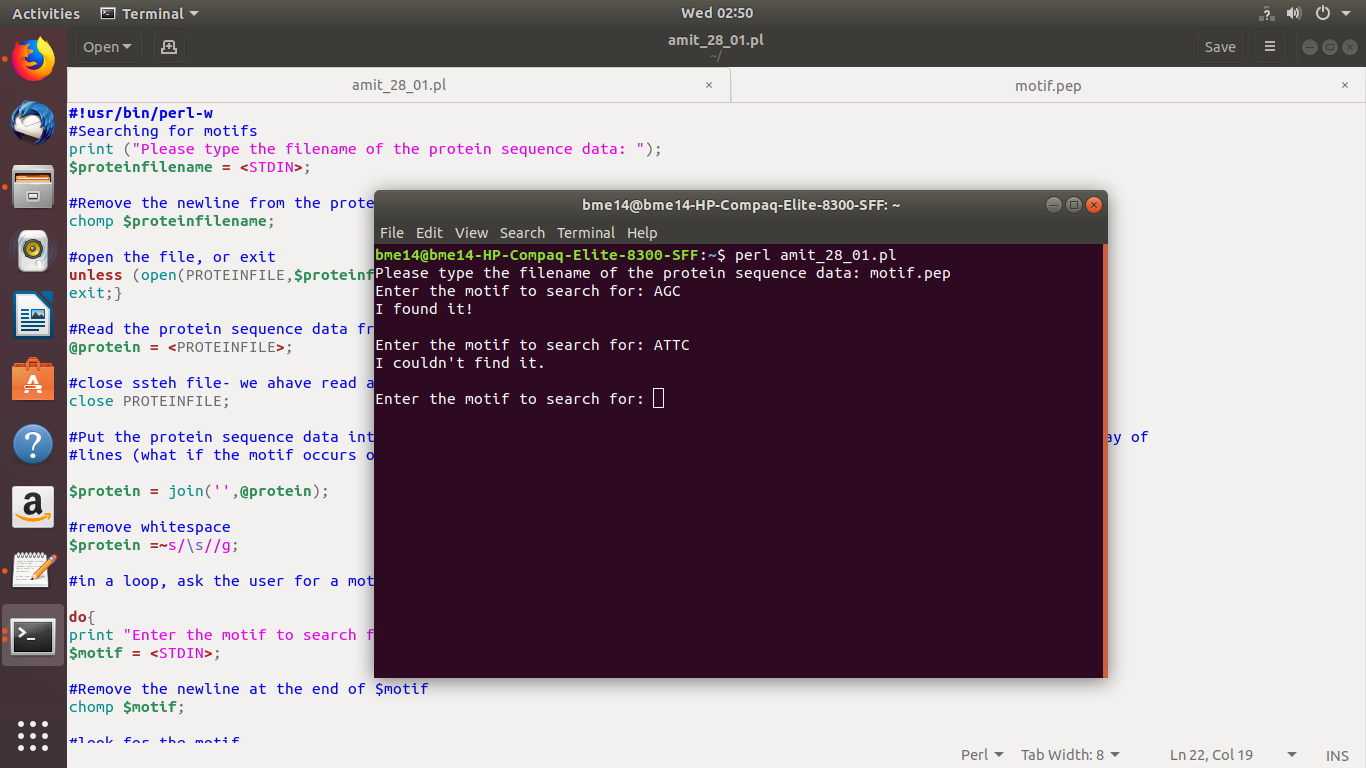 Activities Terminal Wed 02:50
Open amit_28_01.pl Save
~/
amit_28_01.pl × motif.pep ×
#!usr/bin/perl-w
#Searching for motifs
print ("Please type the filename of the protein sequence data: ");
$proteinfilename = <STDIN>;
#Remove the newline from the prote
chomp $proteinfilename;
#open the file, or exit
unless (open(PROTEINFILE,$proteinf
exit;}
#Read the protein sequence data fr
@protein = <PROTEINFILE>;
#close ssteh file- we ahave read a
close PROTEINFILE;
#Put the protein sequence data int
ay of
#lines (what if the motif occurs o
$protein = join('',@protein);
#remove whitespace
$protein =~s/\s//g;
#in a loop, ask the user for a mot
do{
print "Enter the motif to search f
$motif = <STDIN>;
#Remove the newline at the end of $motif
chomp $motif;
#look for the motif
bme14@bme14-HP-Compaq-Elite-8300-SFF: ~
File Edit View Search Terminal Help
bme14@bme14-HP-Compaq-Elite-8300-SFF:~$ perl amit_28_01.pl
Please type the filename of the protein sequence data: motif.pep
Enter the motif to search for: AGC
I found it!
Enter the motif to search for: ATTC
I couldn't find it.
Enter the motif to search for:
Perl Tab Width: 8 Ln 22, Col 19 INS